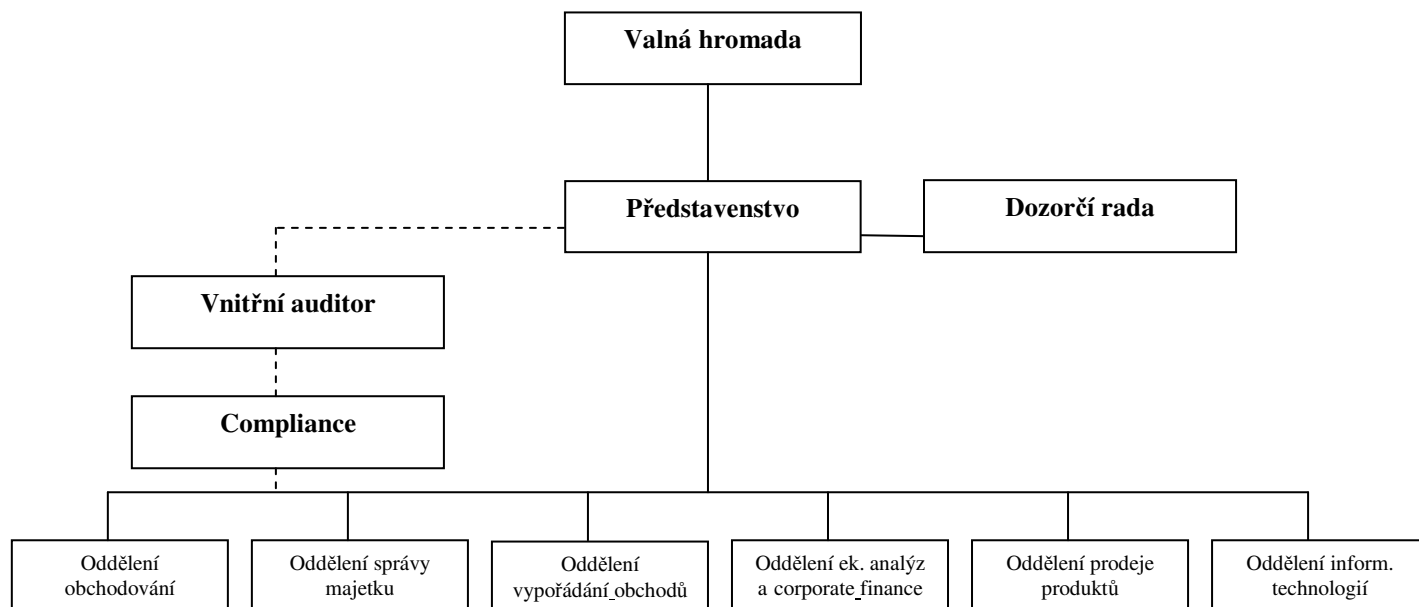 Valná hromada
Představenstvo
Dozorčí rada
Vnitřní auditor
Compliance
Oddělení
obchodování
Oddělení správy
majetku
Oddělení
vypořádání obchodů
Oddělení ek. analýz
a corporate finance
Oddělení prodeje
produktů
Oddělení inform.
technologií